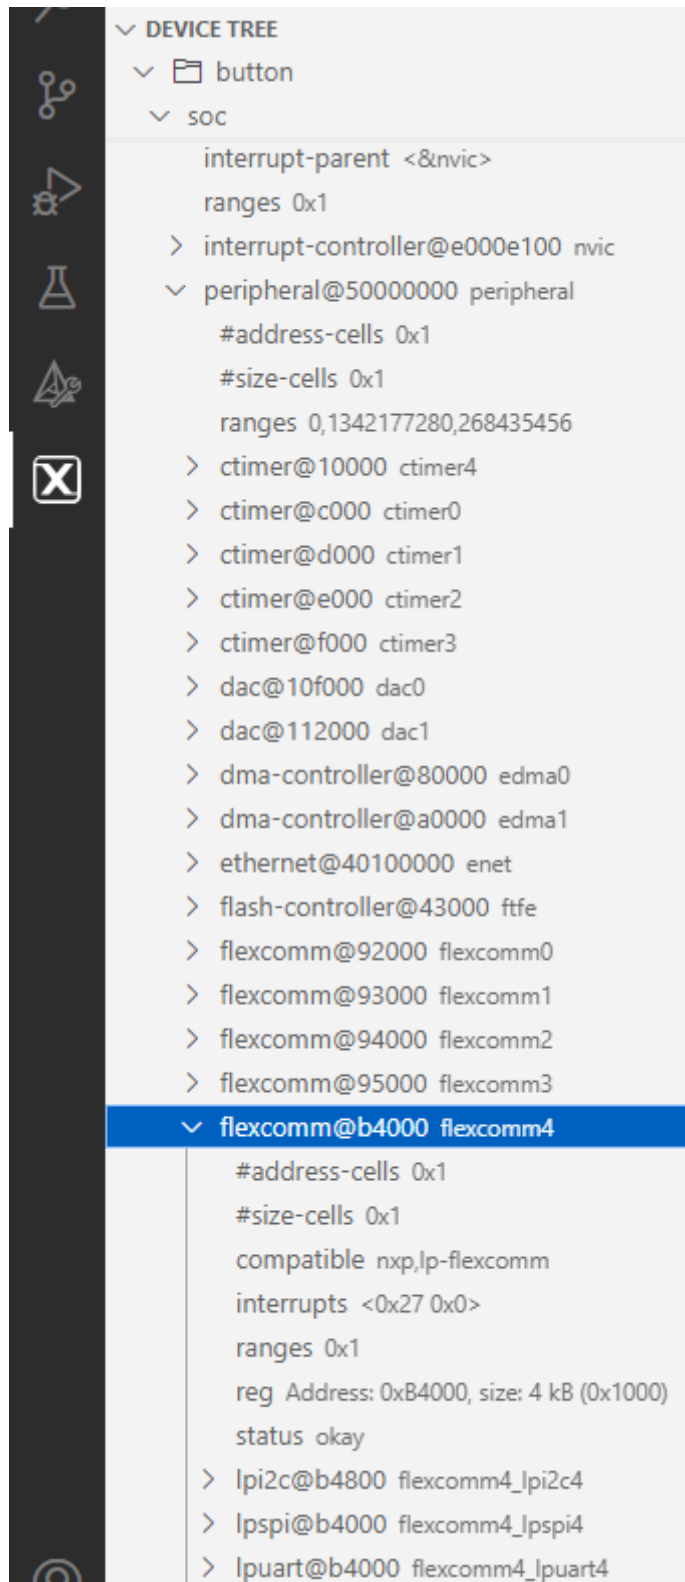 DEVICE TREE
button
soc
interrupt-parent <&nvic>
ranges 0x1
interrupt-controller@e000e100 nvic
peripheral@50000000 peripheral
#address-cells 0x1
#size-cells 0x1
ranges 0,1342177280,268435456
ctimer@10000 ctimer4
ctimer@c000 ctimer0
ctimer@d000 ctimer1
ctimer@e000 ctimer2
ctimer@f000 ctimer3
dac@10f000 dac0
dac@112000 dac1
dma-controller@80000 edma0
dma-controller@a0000 edma1
ethernet@40100000 enet
flash-controller@43000 ftfe
flexcomm@92000 flexcomm0
flexcomm@93000 flexcomm1
flexcomm@94000 flexcomm2
flexcomm@95000 flexcomm3
flexcomm@b4000 flexcomm4
#address-cells 0x1
#size-cells 0x1
compatible nxp,lp-flexcomm
interrupts <0x27 0x0>
ranges 0x1
reg Address: 0xB4000, size: 4 kB (0x1000)
status okay
lpi2c@b4800 flexcomm4_lpi2c4
lpspi@b4000 flexcomm4_lpspi4
lpuart@b4000 flexcomm4_lpuart4